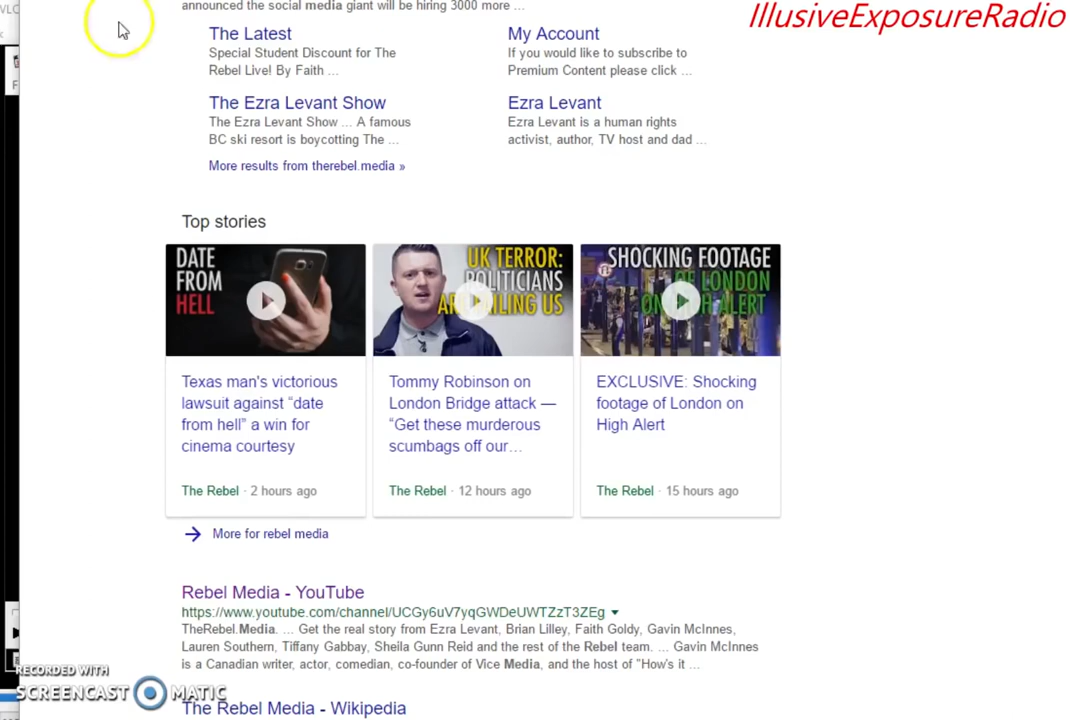 VLC
announced the social media giant will be hiring 3000 more ...
IllusiveExposureRadio
The Latest
Special Student Discount for The
Rebel Live! By Faith ...
My Account
If you would like to subscribe to
Premium Content please click ...
The Ezra Levant Show
The Ezra Levant Show ... A famous
BC ski resort is boycotting The ...
Ezra Levant
Ezra Levant is a human rights
activist, author, TV host and dad ...
More results from therebel.media »
Top stories
DATE
FROM
HELL
UK TERROR:
POLITICIANS
ARE FAILING US
SHOCKING FOOTAGE
OF LONDON
ON HIGH ALERT
Texas man's victorious
lawsuit against “date
from hell” a win for
cinema courtesy
The Rebel · 2 hours ago
Tommy Robinson on
London Bridge attack —
“Get these murderous
scumbags off our…
The Rebel · 12 hours ago
EXCLUSIVE: Shocking
footage of London on
High Alert
The Rebel · 15 hours ago
More for rebel media
Rebel Media - YouTube
https://www.youtube.com/channel/UCGy6uV7yqGWDeUWTZzT3ZEg
TheRebel.Media. ... Get the real story from Ezra Levant, Brian Lilley, Faith Goldy, Gavin McInnes,
Lauren Southern, Tiffany Gabbay, Sheila Gunn Reid and the rest of the Rebel team. ... Gavin McInnes
is a Canadian writer, actor, comedian, co-founder of Vice Media, and the host of "How's it ...
The Rebel Media - Wikipedia
RECORDED WITH
SCREENCAST MATIC